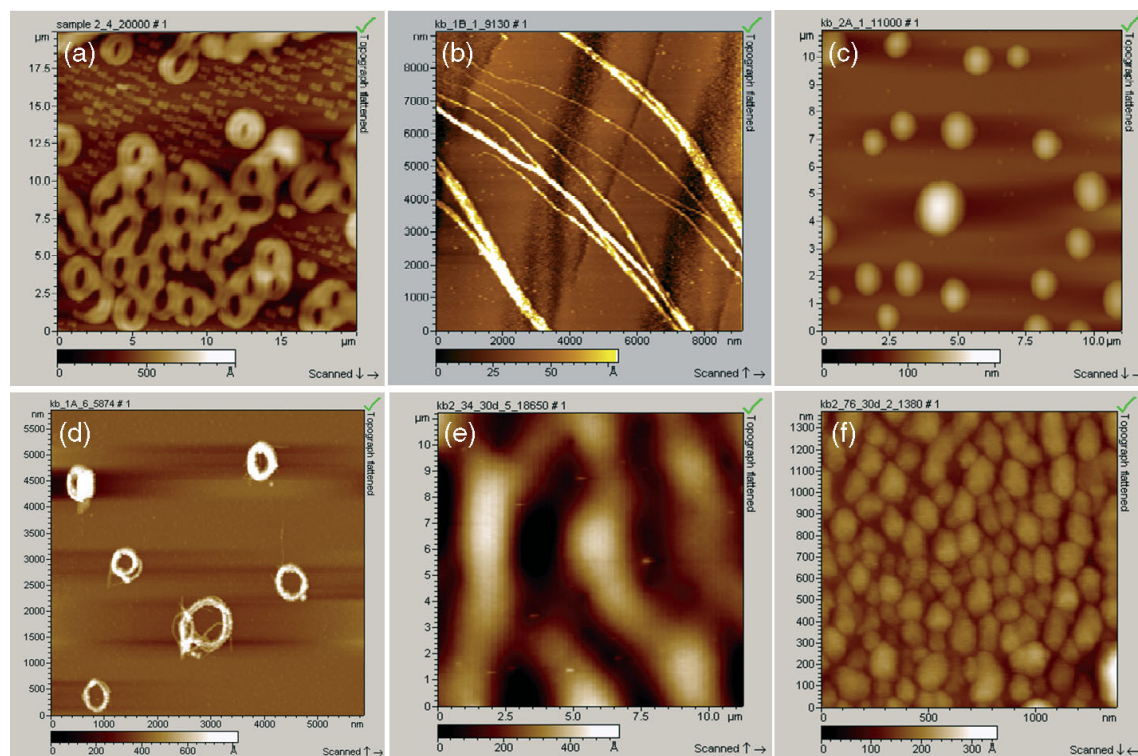 sample 2_4_20000 # 1
(a)
Topograph flattened
µm
17.5
15.0
12.5
10.0
7.5
5.0
2.5
0
0 5 10 15 µm
0 500 Å
Scanned ↓ →
kb_1B_1_9130 # 1
(b)
Topograph flattened
nm
8000
7000
6000
5000
4000
3000
2000
1000
0
0 2000 4000 6000 8000 nm
0 25 50 Å
Scanned ↑ →
kb_2A_1_11000 # 1
(c)
Topograph flattened
µm
10
9
8
7
6
5
4
3
2
1
0
2.5 5.0 7.5 10.0 µm
0 100 nm
Scanned ↓ →
kb_1A_6_5874 # 1
(d)
Topograph flattened
nm
5500
5000
4500
4000
3500
3000
2500
2000
1500
1000
500
0
0 1000 2000 3000 4000 5000 nm
0 200 400 600 Å
Scanned ↑ →
kb2_34_30d_5_18650 # 1
(e)
Topograph flattened
µm
10
9
8
7
6
5
4
3
2
1
0
0 2.5 5.0 7.5 10.0 µm
0 200 400 Å
Scanned ↑ →
kb2_76_30d_2_1380 # 1
(f)
Topograph flattened
nm
1300
1200
1100
1000
900
800
700
600
500
400
300
200
100
0
500 1000 nm
0 100 200 300 Å
Scanned ↓ ←